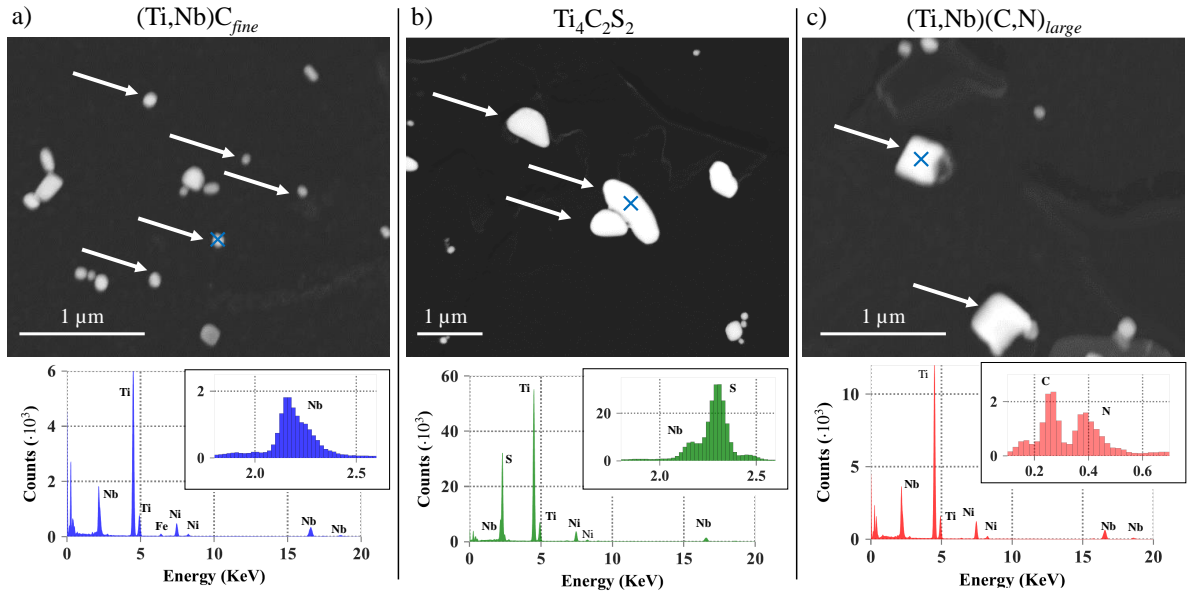 a) (Ti,Nb)C_fine
1 µm
6
4
2
0
Counts (·10³)
0 5 10 15 20
Energy (KeV)
Ti
Nb
Ti
Fe
Ni
Ni
Nb
Nb
2
0
Nb
2.0 2.5
b) Ti₄C₂S₂
1 µm
60
40
20
0
Counts (·10³)
0 5 10 15 20
Energy (KeV)
Ti
S
Nb
Ti
Ni
Ni
Nb
20
0
Nb
S
2.0 2.5
c) (Ti,Nb)(C,N)_large
1 µm
10
5
0
Counts (·10³)
0 5 10 15 20
Energy (KeV)
Ti
Nb
Ti
Ni
Ni
Nb
Nb
2
0
C
N
0.2 0.4 0.6